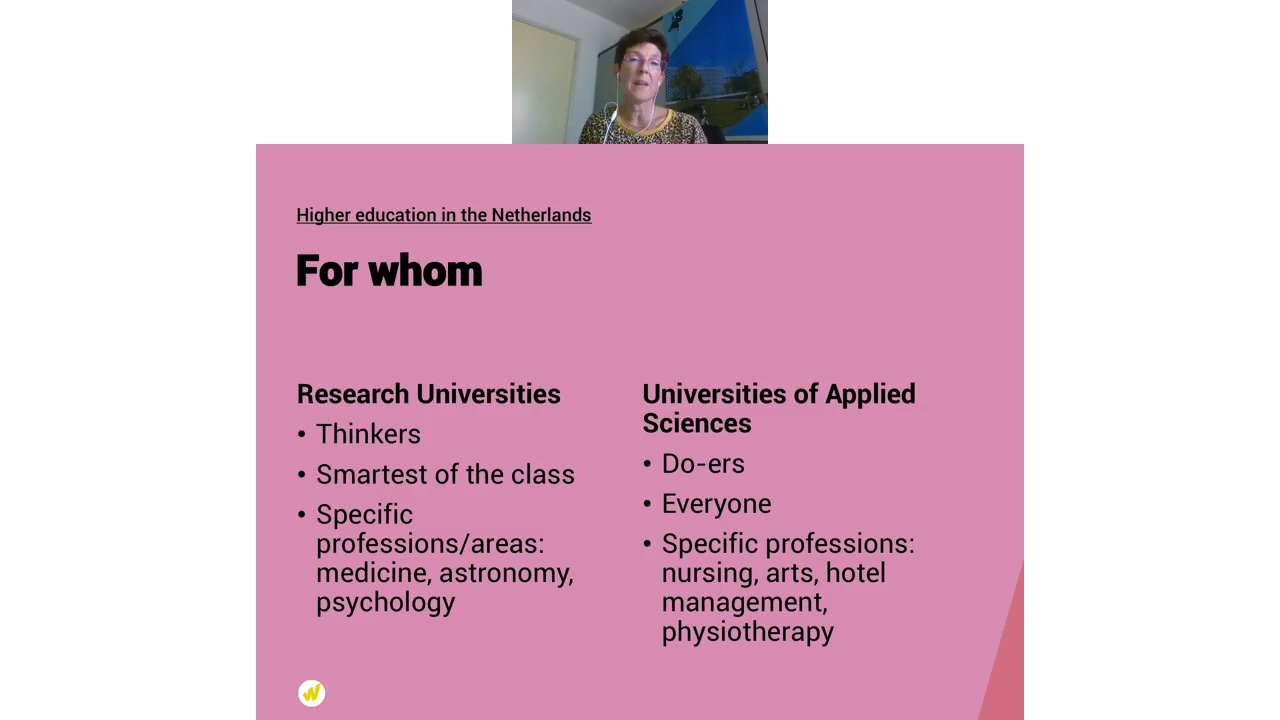 Higher education in the Netherlands
For whom
Research Universities
• Thinkers
• Smartest of the class
• Specific
professions/areas:
medicine, astronomy,
psychology
Universities of Applied
Sciences
• Do-ers
• Everyone
• Specific professions:
nursing, arts, hotel
management,
physiotherapy